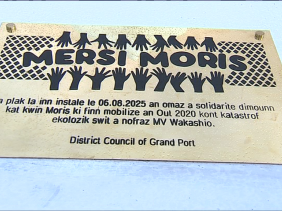 MERSI MORIS
plak la inn instale le 06.08.2025 an omaz a solidarite dimounn
kat kwin Moris ki finn mobilize an Out 2020 kont katastrof
ekolozik swit a nofraz MV Wakashio.
District Council of Grand Port